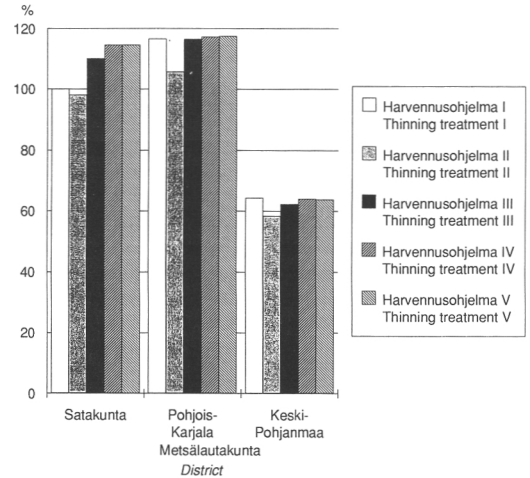 %
120
100
80
60
40
20
0
Satakunta
Pohjois-
Karjala
Keski-
Pohjanmaa
Metsälautakunta
District
Harvennusohjelma I
Thinning treatment I
Harvennusohjelma II
Thinning treatment II
Harvennusohjelma III
Thinning treatment III
Harvennusohjelma IV
Thinning treatment IV
Harvennusohjelma V
Thinning treatment V